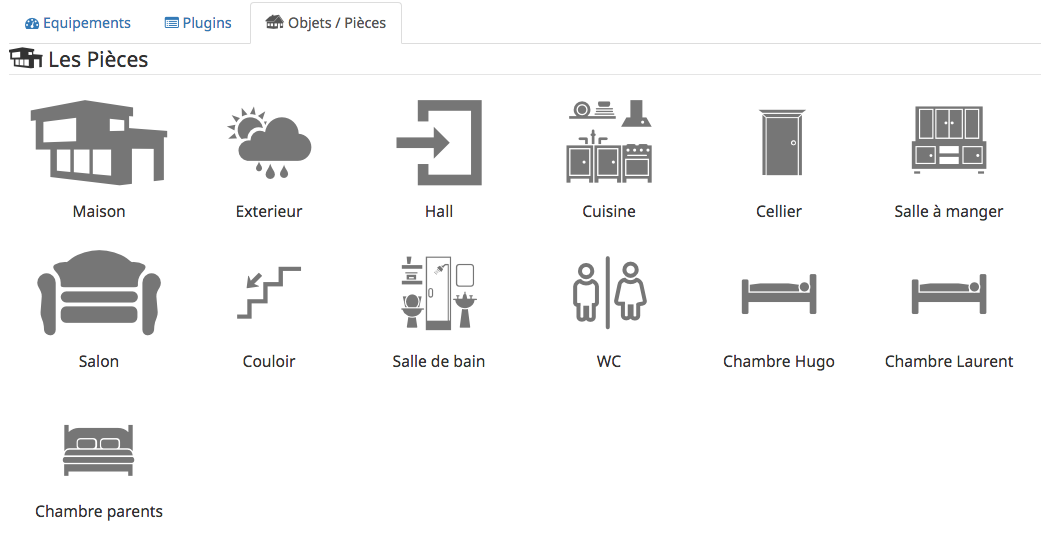 Equipements Plugins Objets / Pièces
Les Pièces
Maison Exterieur Hall Cuisine Cellier Salle à manger
Salon Couloir Salle de bain WC Chambre Hugo Chambre Laurent
Chambre parents